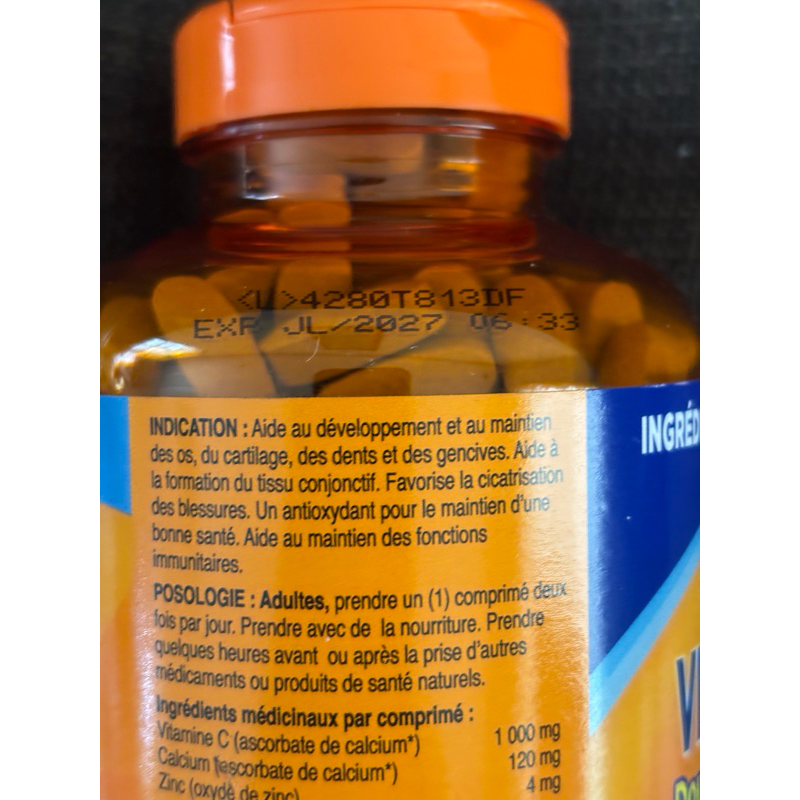 <L>4280T813DF
EXP JL/2027 06:33
INDICATION : Aide au développement et au maintien
des os, du cartilage, des dents et des gencives. Aide à
la formation du tissu conjonctif. Favorise la cicatrisation
des blessures. Un antioxydant pour le maintien d'une
bonne santé. Aide au maintien des fonctions
immunitaires.
POSOLOGIE : Adultes, prendre un (1) comprimé deux
fois par jour. Prendre avec de la nourriture. Prendre
quelques heures avant ou après la prise d'autres
médicaments ou produits de santé naturels.
Ingrédients médicinaux par comprimé :
Vitamine C (ascorbate de calcium*) 1 000 mg
Calcium (ascorbate de calcium*) 120 mg
Zinc (oxyde de zinc) 4 mg
INGRÉD